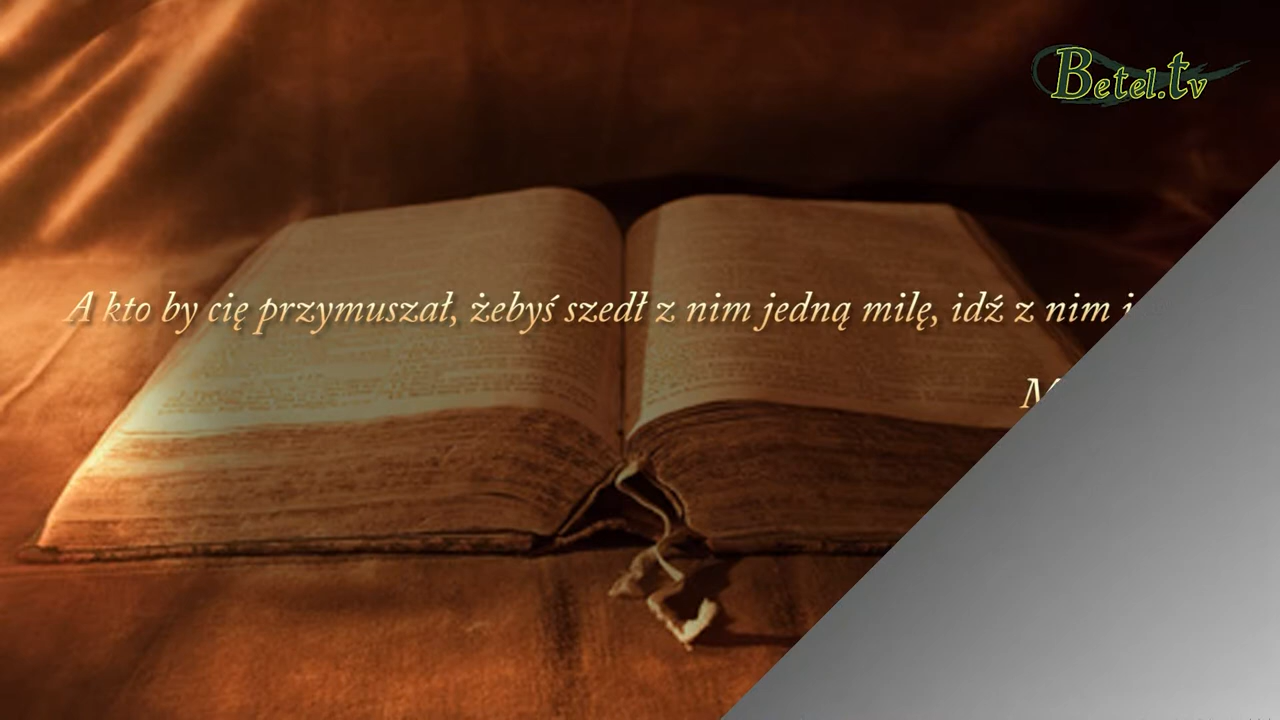 Betel.tv
A kto by cię przymuszał, żebyś szedł z nim jedną milę, idź z nim